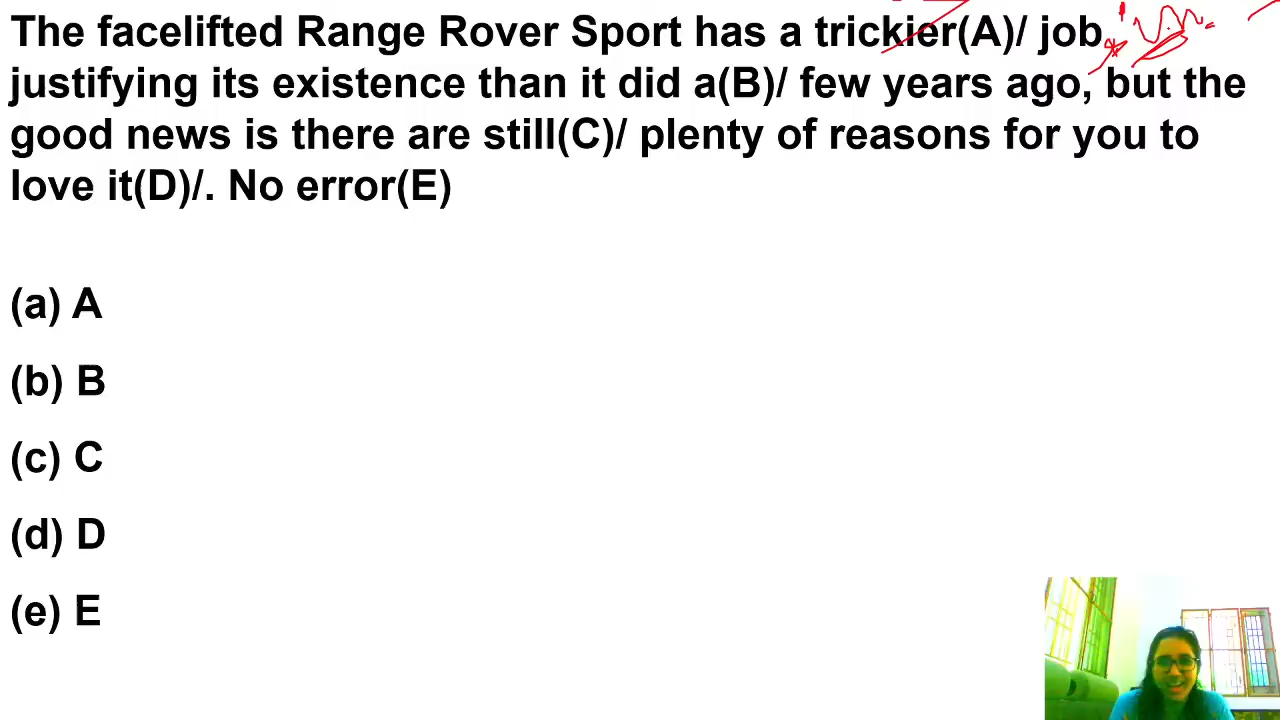 The facelifted Range Rover Sport has a trickier(A)/ job
justifying its existence than it did a(B)/ few years ago, but the
good news is there are still(C)/ plenty of reasons for you to
love it(D)/. No error(E)
(a) A
(b) B
(c) C
(d) D
(e) E